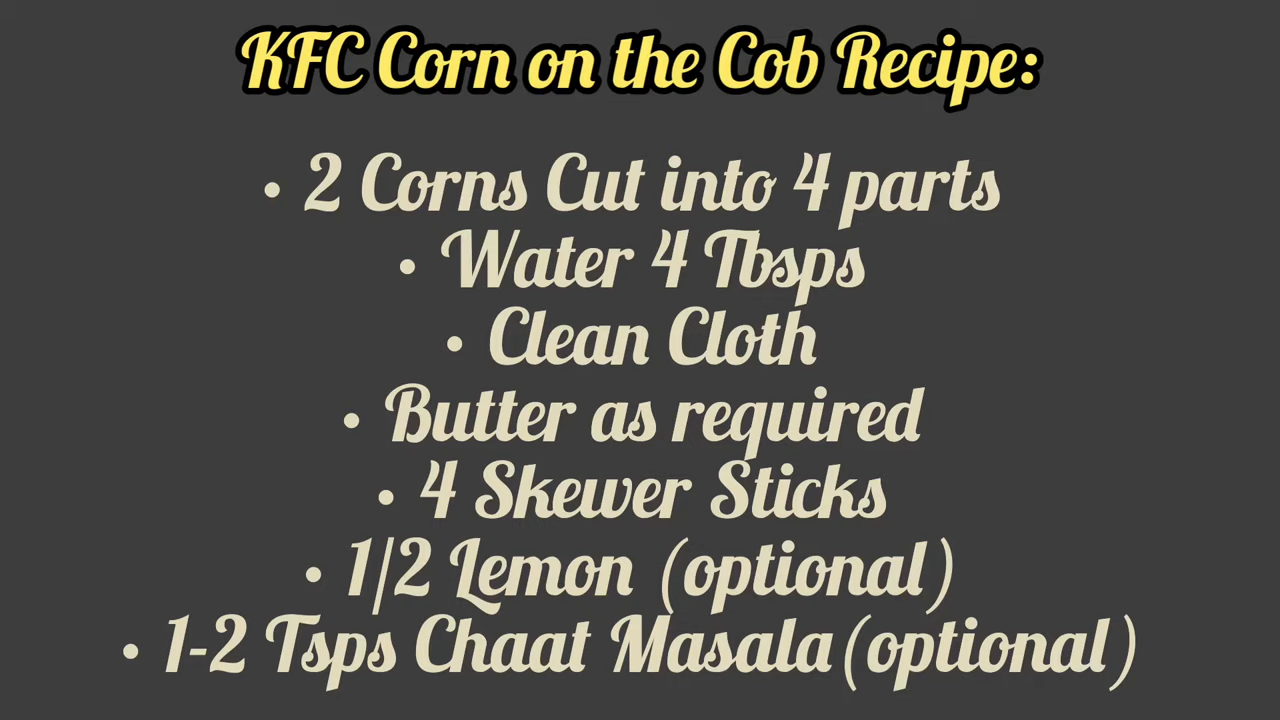 KFC Corn on the Cob Recipe:
• 2 Corns Cut into 4 parts
• Water 4 Tbsps
• Clean Cloth
• Butter as required
• 4 Skewer Sticks
• 1/2 Lemon (optional)
• 1-2 Tsps Chaat Masala(optional)